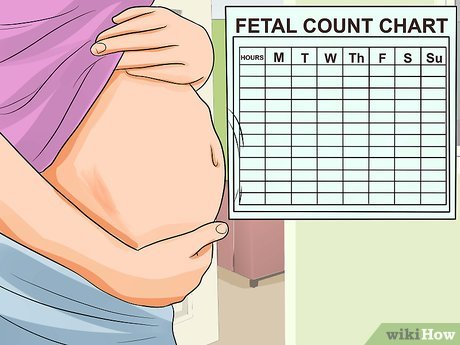 FETAL COUNT CHART
HOURS M T W Th F S Su
wikiHow